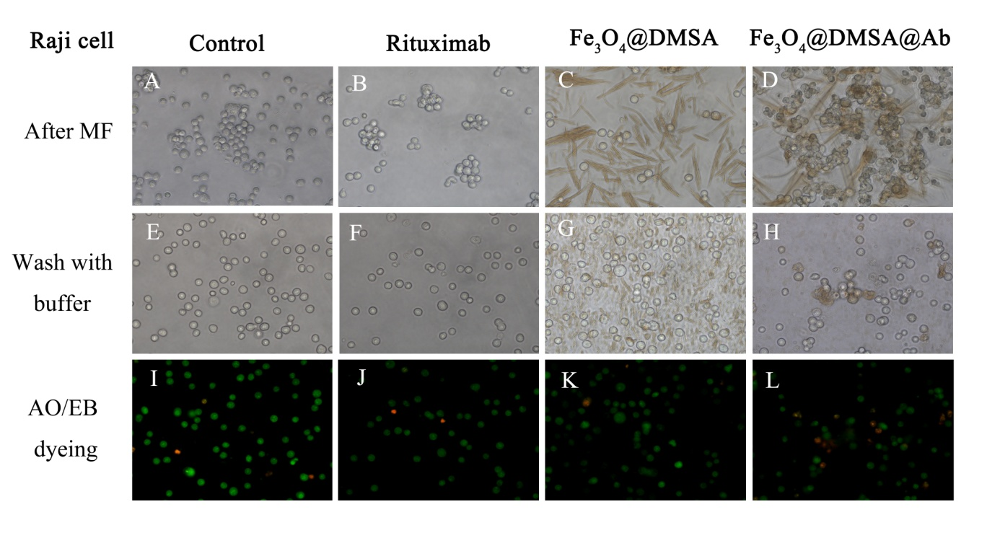 Raji cell Control Rituximab Fe3O4@DMSA Fe3O4@DMSA@Ab
After MF A B C D
Wash with
buffer
E F G H
AO/EB
dyeing
I J K L